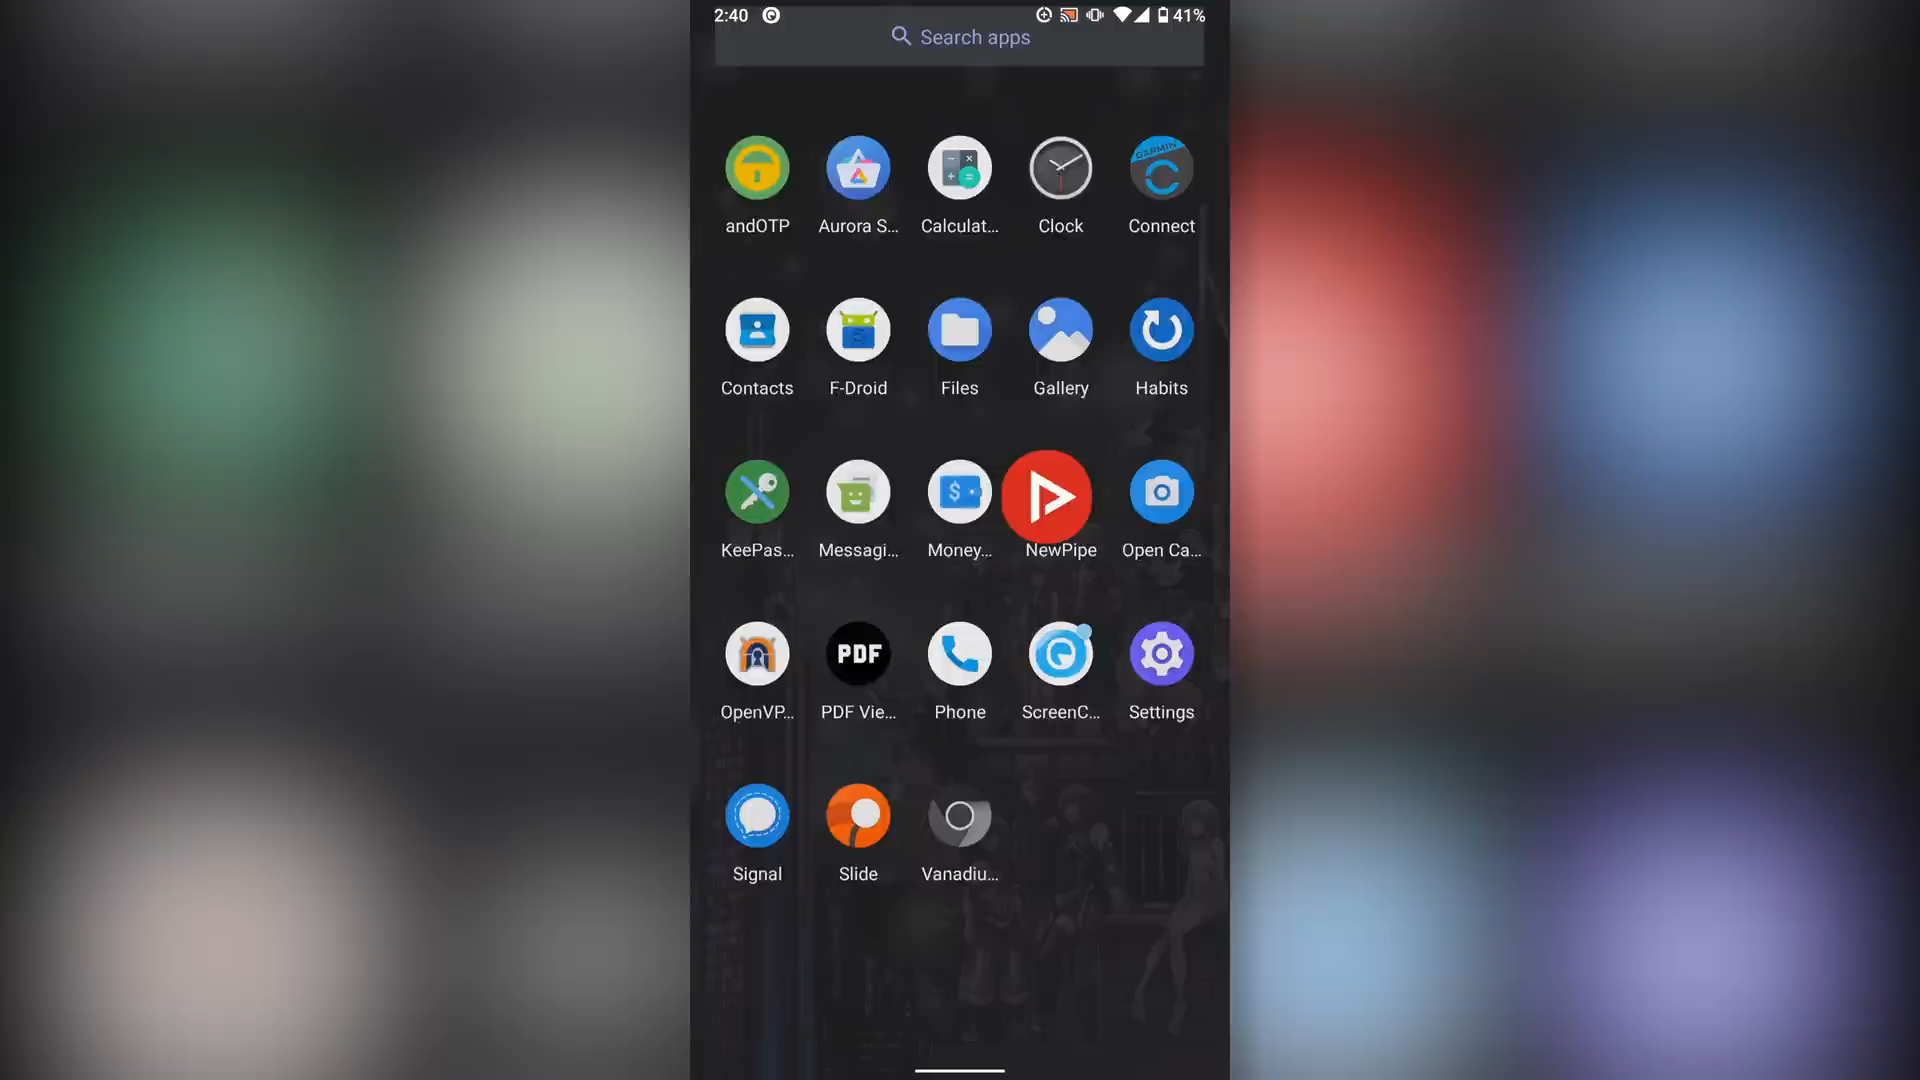 2:40 41%
Search apps
GARMIN
andOTP Aurora S... Calculat... Clock Connect
Contacts F-Droid Files Gallery Habits
KeePas... Messagi... Money... NewPipe Open Ca...
PDF
OpenVP... PDF Vie... Phone ScreenC... Settings
Signal Slide Vanadiu...